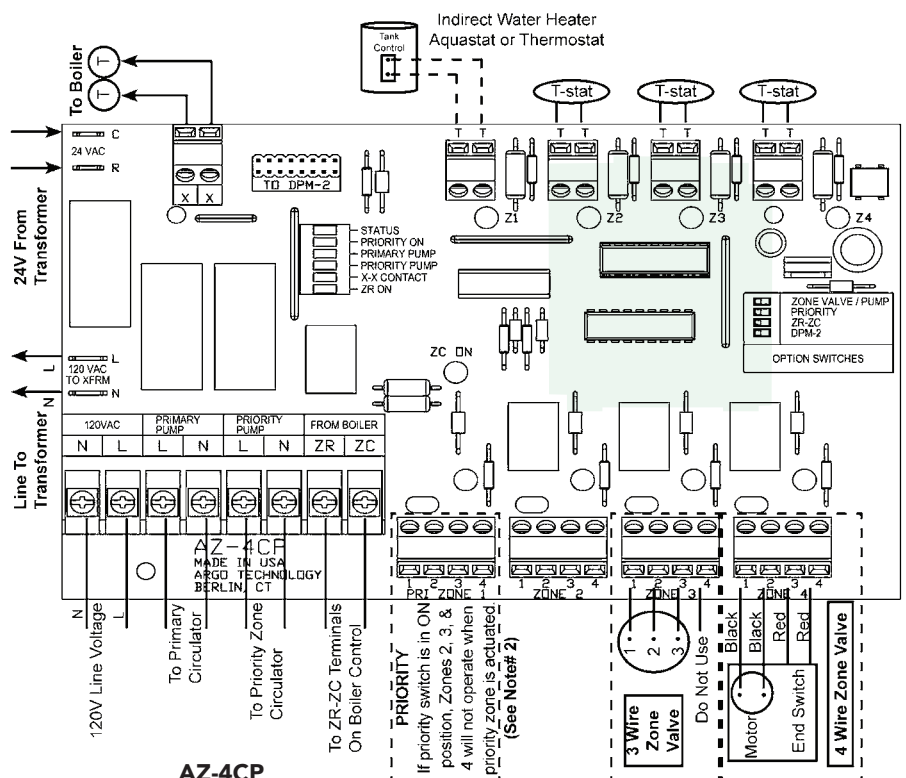 Indirect Water Heater
Aquastat or Thermostat
Tank
Control
To Boiler
T
T
T-stat
T-stat
T-stat
T T
T T
T T
T T
C
24 VAC
R
24V From
Transformer
X X
TO DPM-2
Z1
Z2
Z3
Z4
STATUS
PRIORITY ON
PRIMARY PUMP
PRIORITY PUMP
X-X CONTACT
ZR ON
ZONE VALVE / PUMP
PRIORITY
ZR-ZC
DPM-2
OPTION SWITCHES
ZC ON
L
L
120 VAC
TO XFRM
N
N
Line To
Transformer
120VAC
PRIMARY
PUMP
PRIORITY
PUMP
FROM BOILER
N L L N L N ZR ZC
AZ-4CP
MADE IN USA
ARGO TECHNOLOGY
BERLIN, CT
1 2 3 4
PRI ZONE 1
1 2 3 4
ZONE 2
1 2 3 4
ZONE 3
1 2 3 4
ZONE 4
N
L
120V Line Voltage
To Primary
Circulator
To Priority Zone
Circulator
To ZR-ZC Terminals
On Boiler Control
PRIORITY
If priority switch is in ON
position, Zones 2, 3, &
4 will not operate when
priority zone is actuated.
(See Note# 2)
1
2
3
Do Not Use
3 Wire
Zone
Valve
Black
Black
Red
Red
Motor
End Switch
4 Wire Zone Valve
AZ-4CP